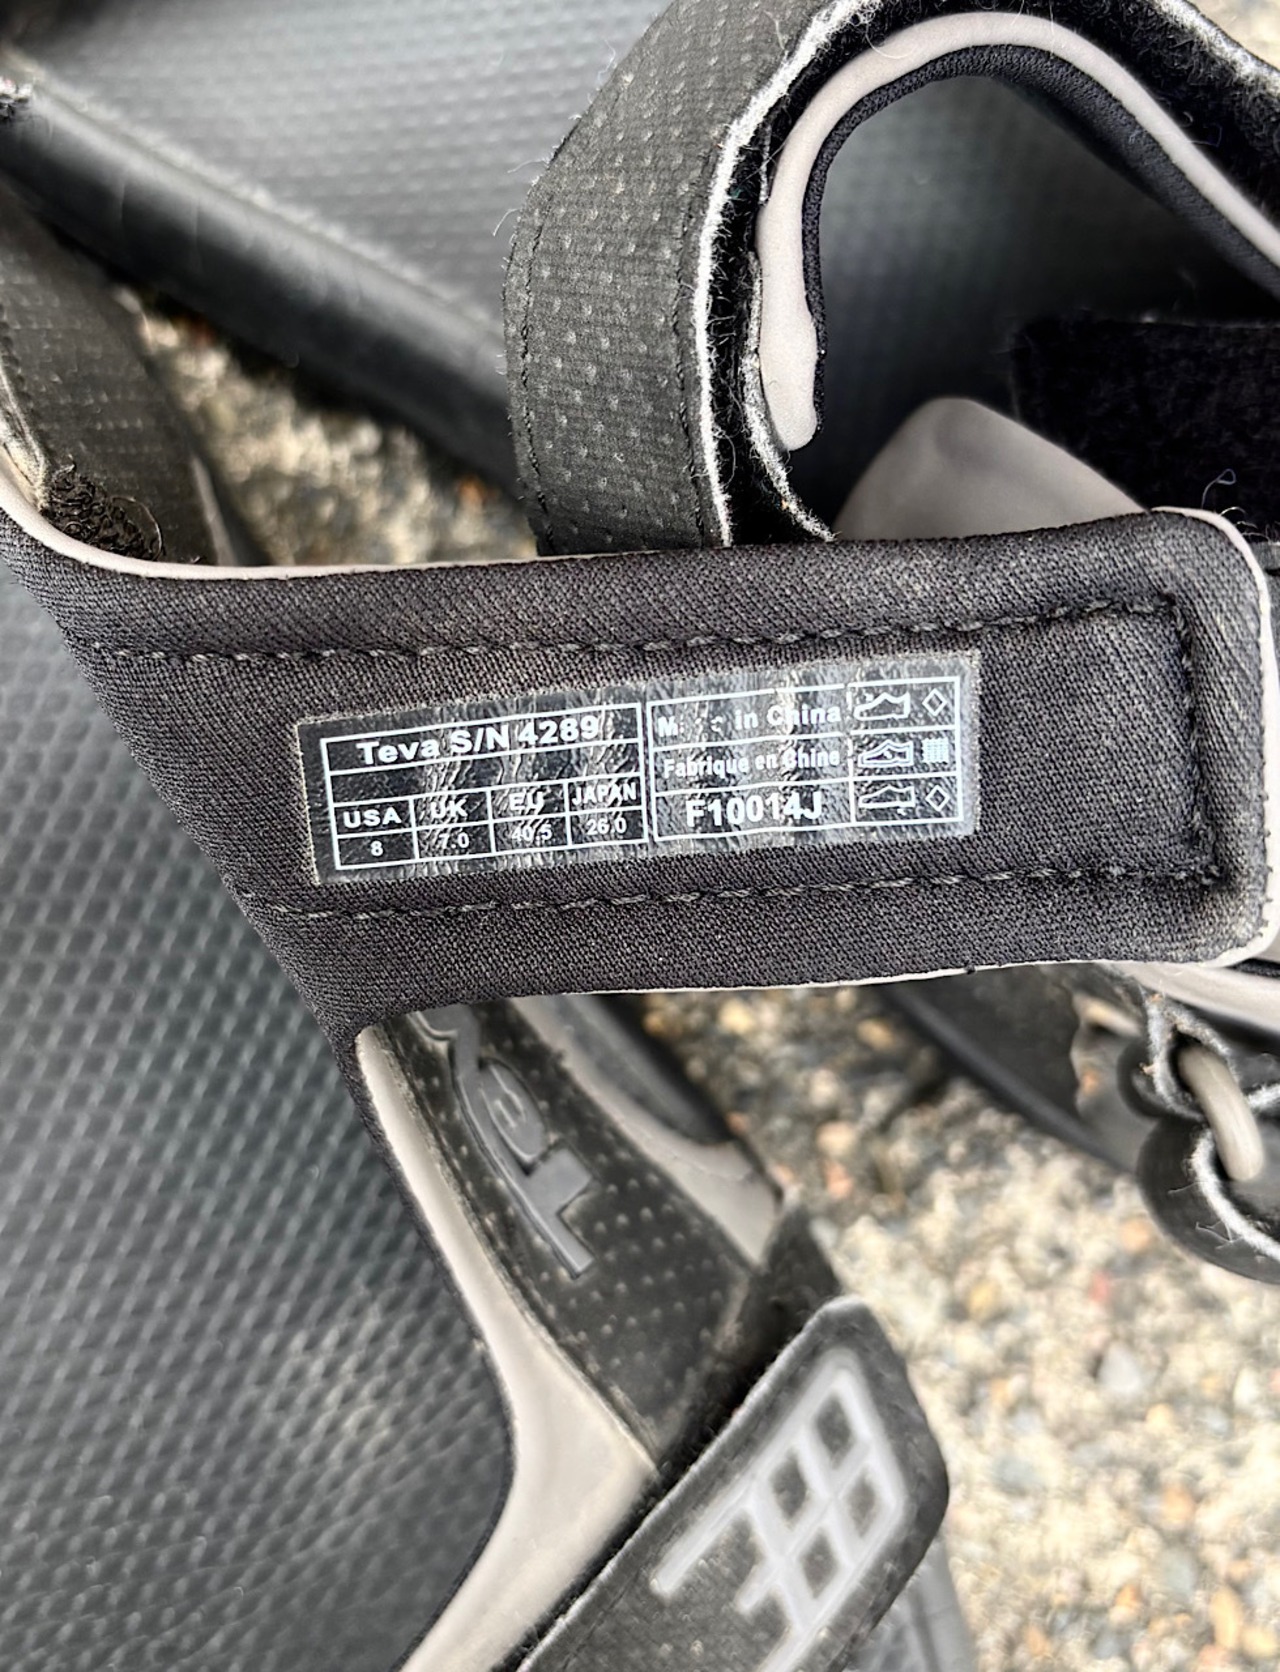 Teva S/N 4289
USA UK EU JAPAN
8 7.0 40.5 26.0
in China
Fabrique en Chine
F10014J
Teva